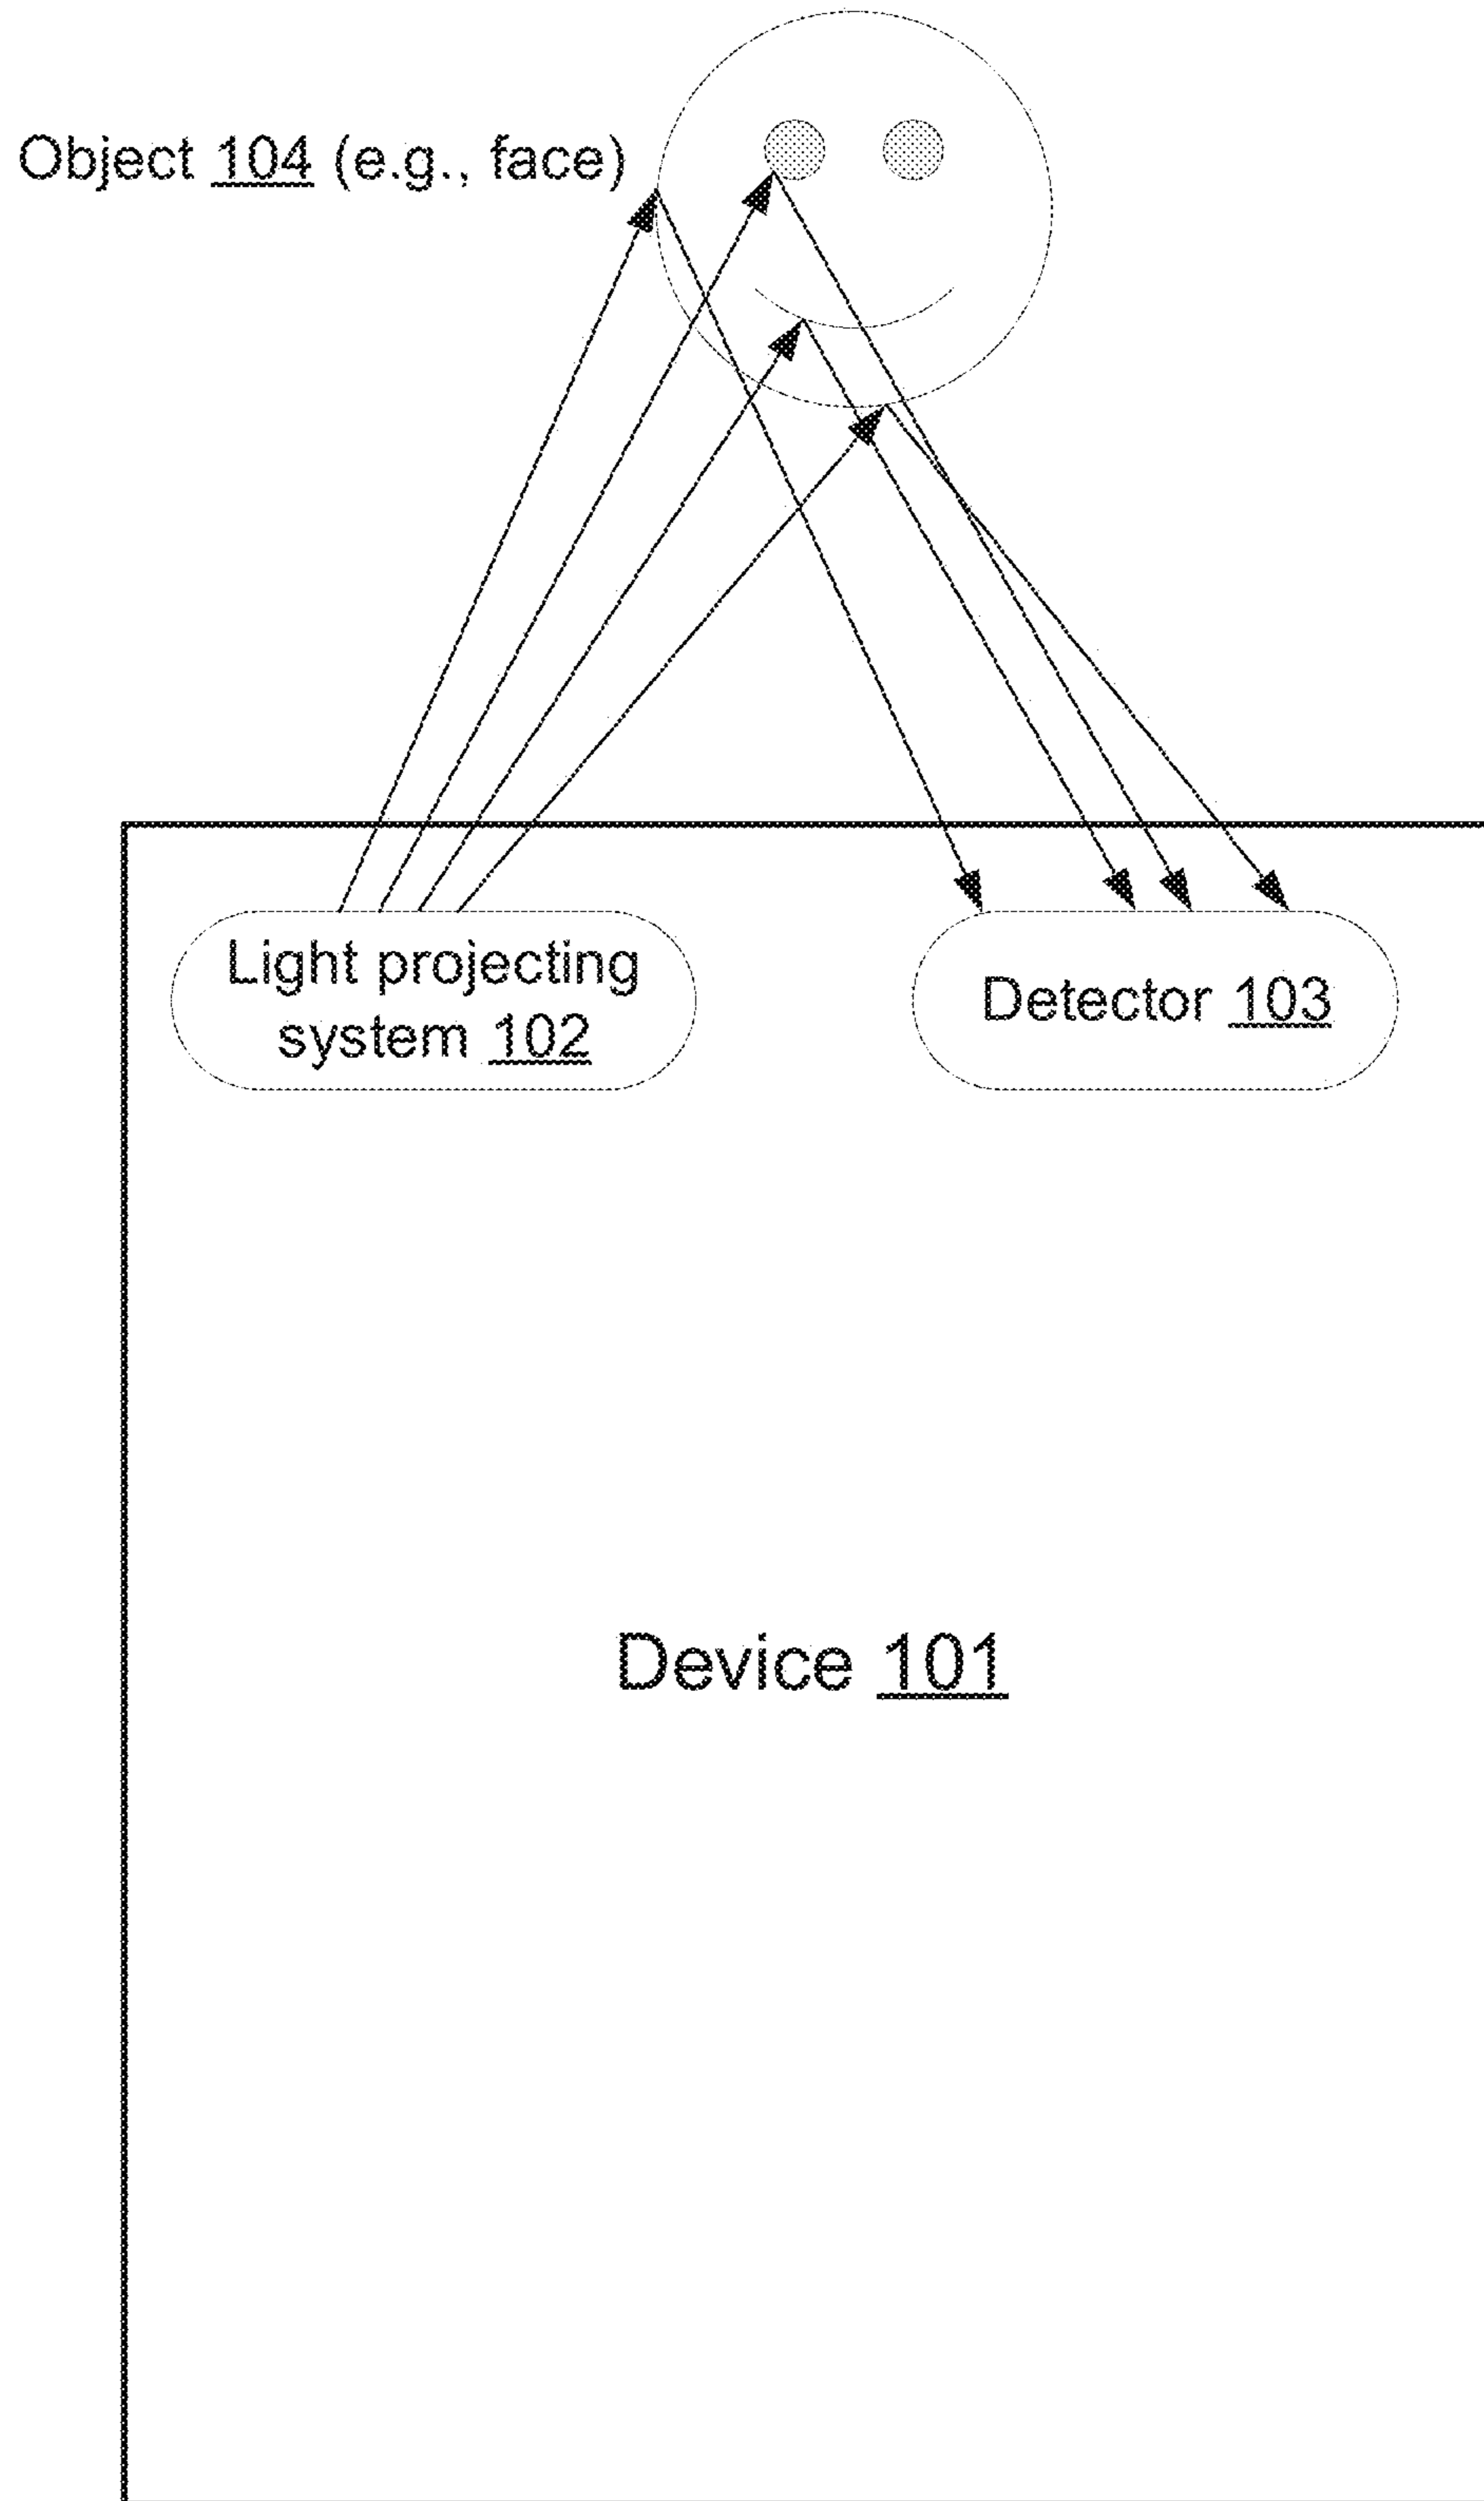 Object 104 (e.g., face)
Light projecting
system 102
Detector 103
Device 101